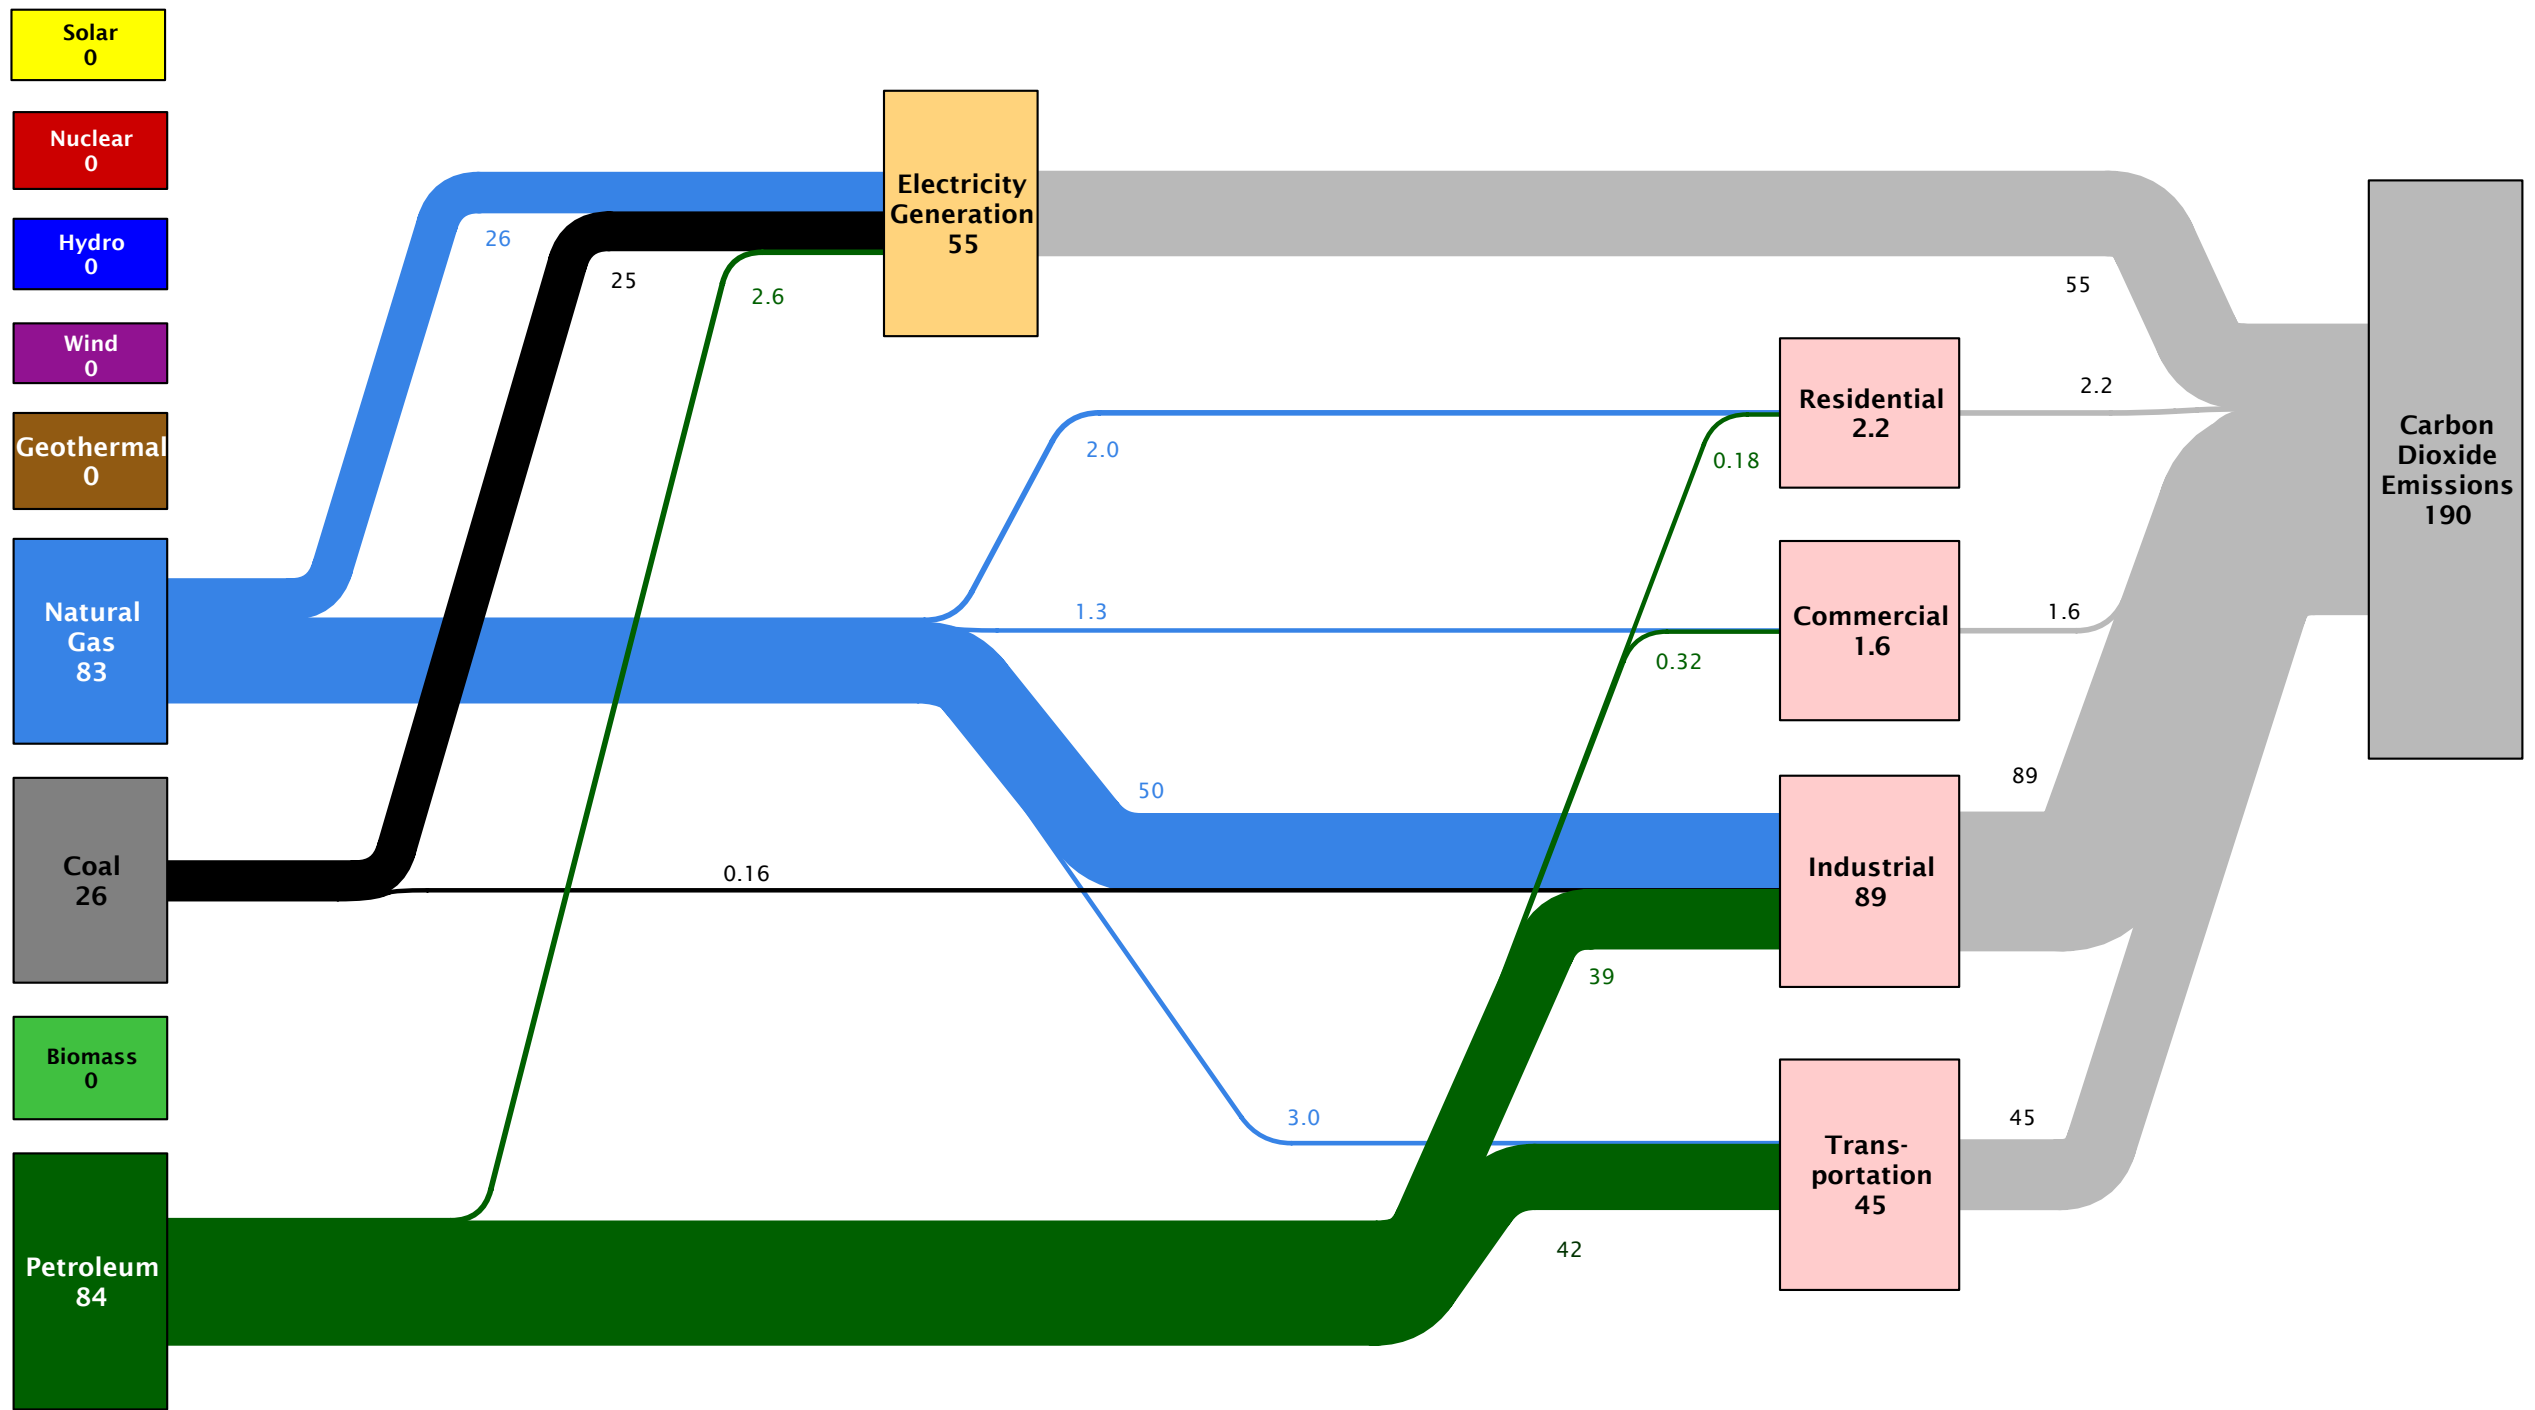 Solar
0
Nuclear
0
Hydro
0
Wind
0
Geothermal
0
Natural
Gas
83
Coal
26
Biomass
0
Petroleum
84
26
25
2.6
Electricity
Generation
55
2.0
1.3
50
0.16
3.0
0.18
0.32
39
42
Residential
2.2
Commercial
1.6
Industrial
89
Trans-
portation
45
55
2.2
1.6
89
45
Carbon
Dioxide
Emissions
190